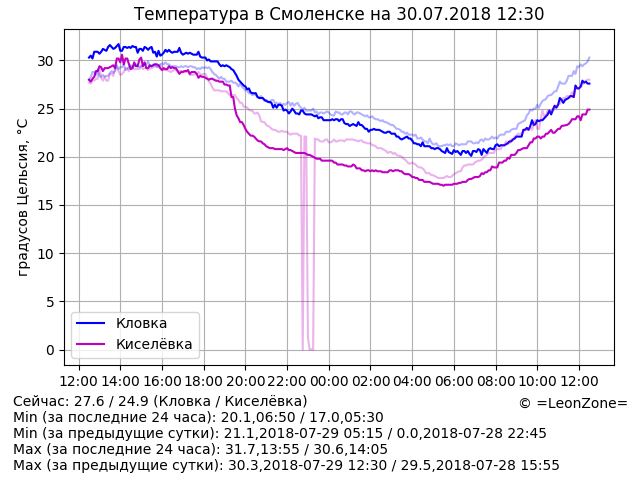 Температура в Смоленске на 30.07.2018 12:30
градусов Цельсия, °C
30
25
20
15
10
5
0
Кловка
Киселёвка
12:00 14:00 16:00 18:00 20:00 22:00 00:00 02:00 04:00 06:00 08:00 10:00 12:00
Сейчас: 27.6 / 24.9 (Кловка / Киселёвка)
© =LeonZone=
Min (за последние 24 часа): 20.1,06:50 / 17.0,05:30
Min (за предыдущие сутки): 21.1,2018-07-29 05:15 / 0.0,2018-07-28 22:45
Max (за последние 24 часа): 31.7,13:55 / 30.6,14:05
Max (за предыдущие сутки): 30.3,2018-07-29 12:30 / 29.5,2018-07-28 15:55